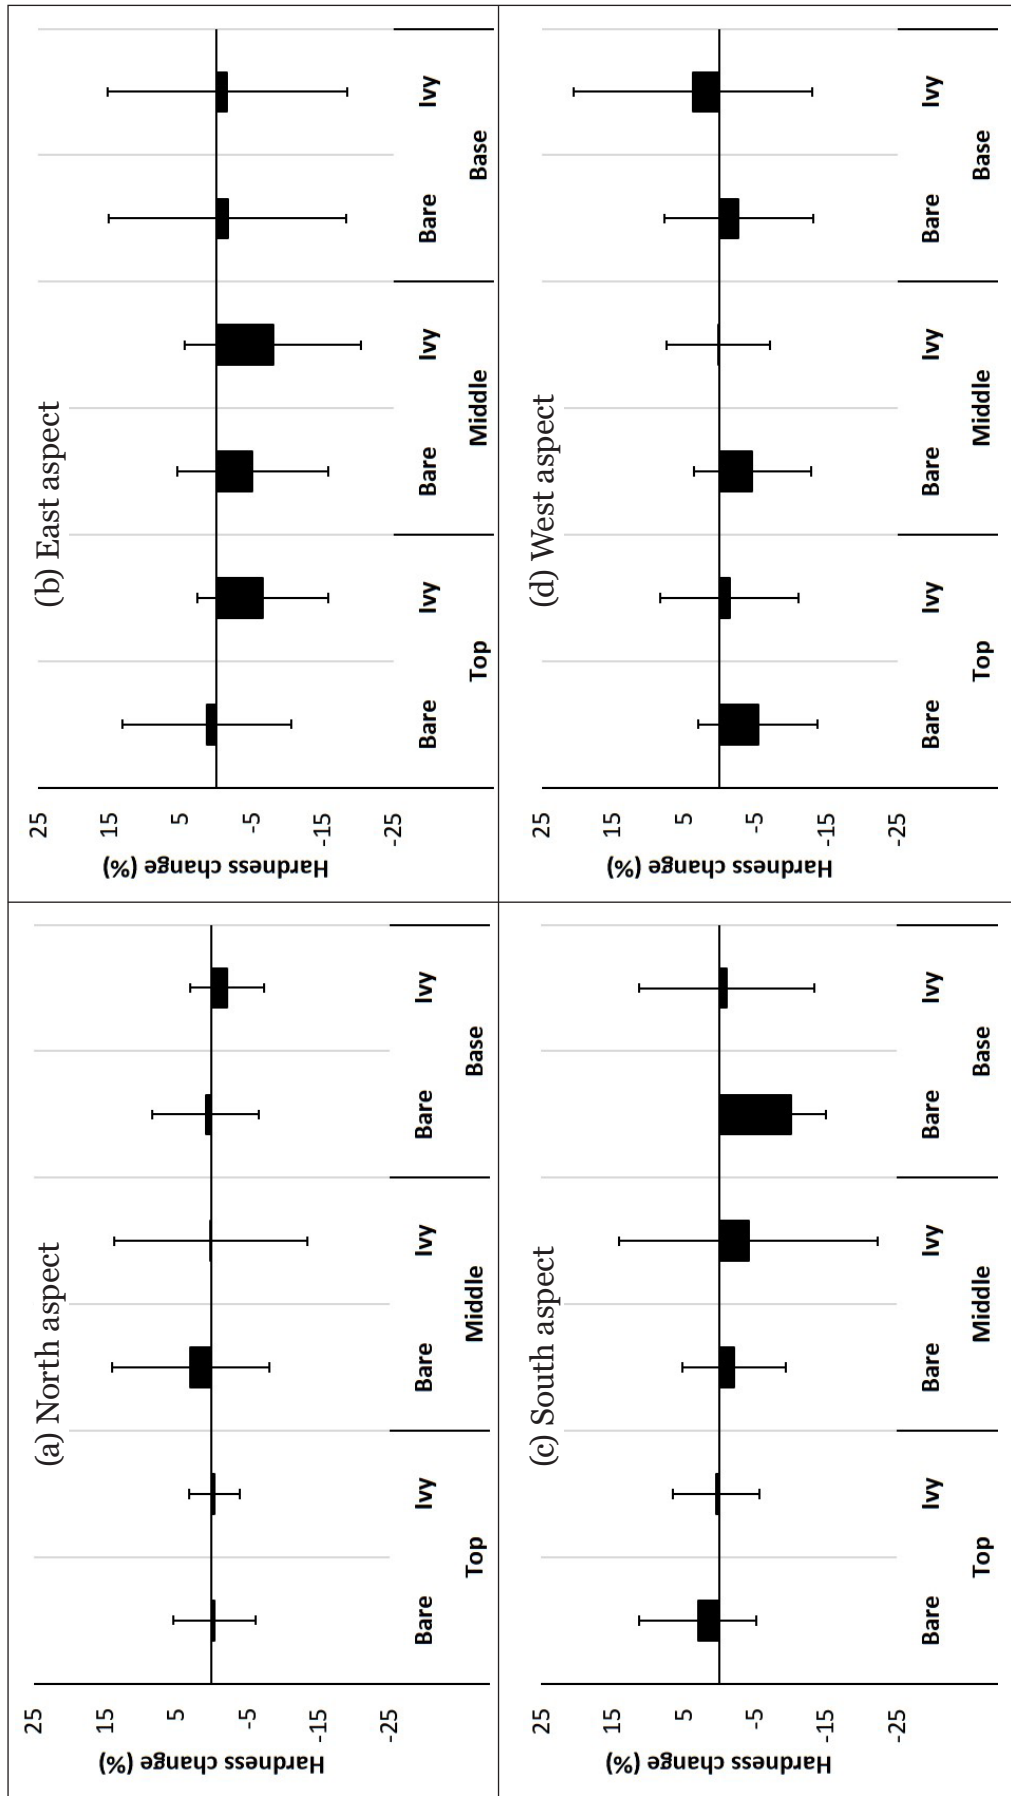 (a) North aspect
Hardness change (%)
25
15
5
-5
-15
-25
Bare Ivy Bare Ivy Bare Ivy
Top Middle Base
(b) East aspect
Hardness change (%)
25
15
5
-5
-15
-25
Bare Ivy Bare Ivy Bare Ivy
Top Middle Base
(c) South aspect
Hardness change (%)
25
15
5
-5
-15
-25
Bare Ivy Bare Ivy Bare Ivy
Top Middle Base
(d) West aspect
Hardness change (%)
25
15
5
-5
-15
-25
Bare Ivy Bare Ivy Bare Ivy
Top Middle Base